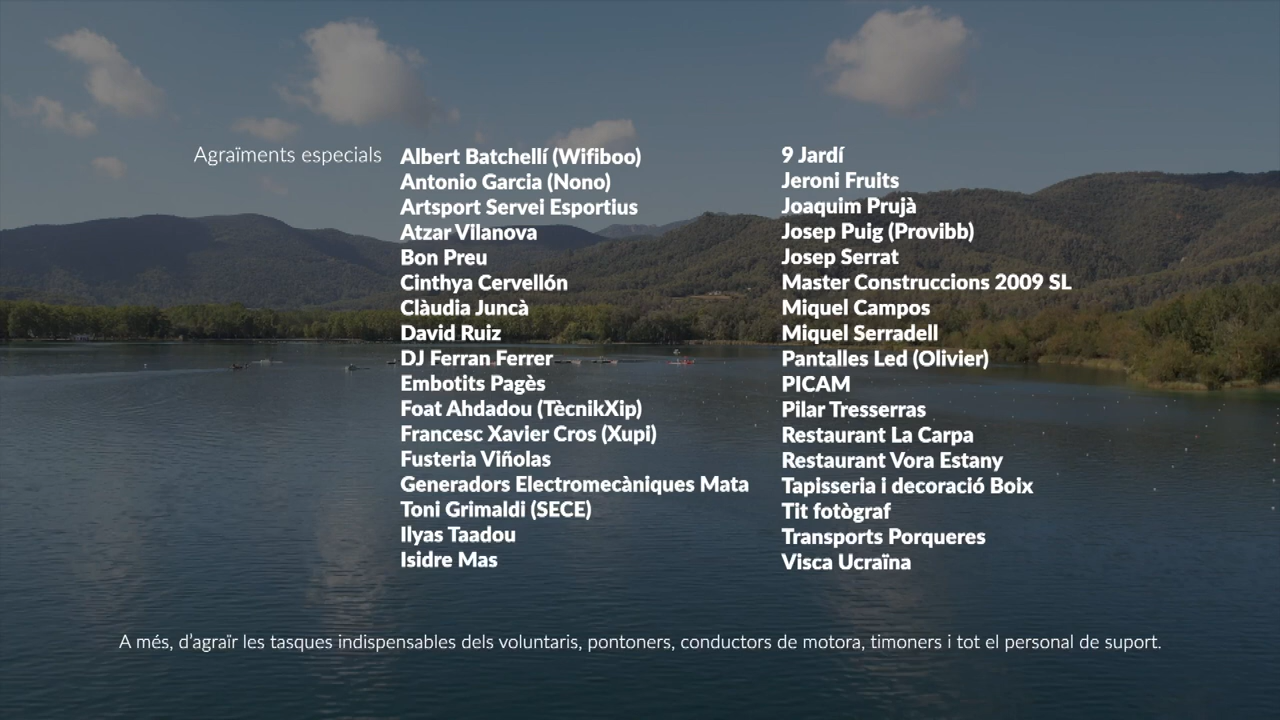 Agraïments especials
Albert Batchellí (Wifiboo)
Antonio Garcia (Nono)
Artsport Servei Esportius
Atzar Vilanova
Bon Preu
Cinthya Cervellón
Clàudia Juncà
David Ruiz
DJ Ferran Ferrer
Embotits Pagès
Foat Ahdadou (TècnikXip)
Francesc Xavier Cros (Xupi)
Fusteria Viñolas
Generadors Electromecàniques Mata
Toni Grimaldi (SECE)
Ilyas Taadou
Isidre Mas
9 Jardí
Jeroni Fruits
Joaquim Prujà
Josep Puig (Provibb)
Josep Serrat
Master Construccions 2009 SL
Miquel Campos
Miquel Serradell
Pantalles Led (Olivier)
PICAM
Pilar Tresserras
Restaurant La Carpa
Restaurant Vora Estany
Tapisseria i decoració Boix
Tit fotògraf
Transports Porqueres
Visca Ucraïna
A més, d’agraïr les tasques indispensables dels voluntaris, pontoners, conductors de motora, timoners i tot el personal de suport.